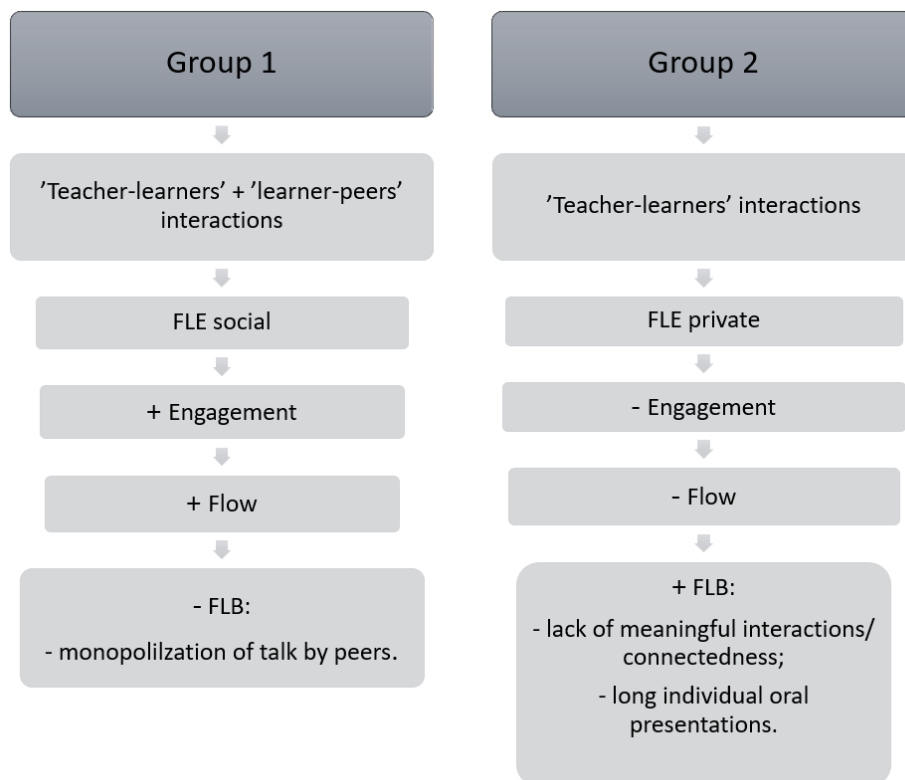 Group 1
’Teacher-learners’ + ’learner-peers’
interactions
FLE social
+ Engagement
+ Flow
- FLB:
- monopolilzation of talk by peers.
Group 2
’Teacher-learners’ interactions
FLE private
- Engagement
- Flow
+ FLB:
- lack of meaningful interactions/
connectedness;
- long individual oral
presentations.